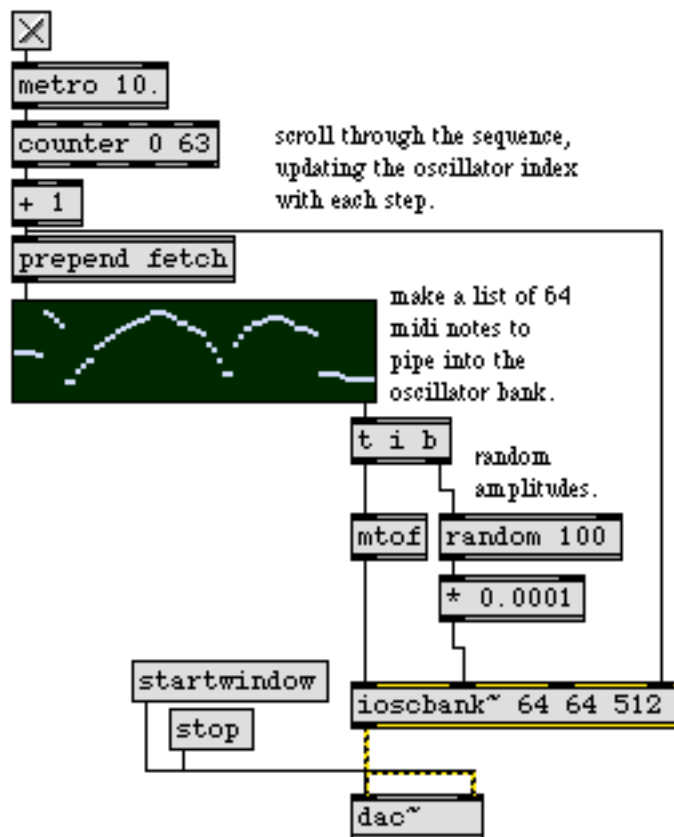 metro 10.
counter 0 63
scroll through the sequence,
updating the oscillator index
with each step.
+ 1
prepend fetch
make a list of 64
midi notes to
pipe into the
oscillator bank.
t i b
random
amplitudes.
mtof
random 100
* 0.0001
startwindow
ioscbank~ 64 64 512
stop
dac~